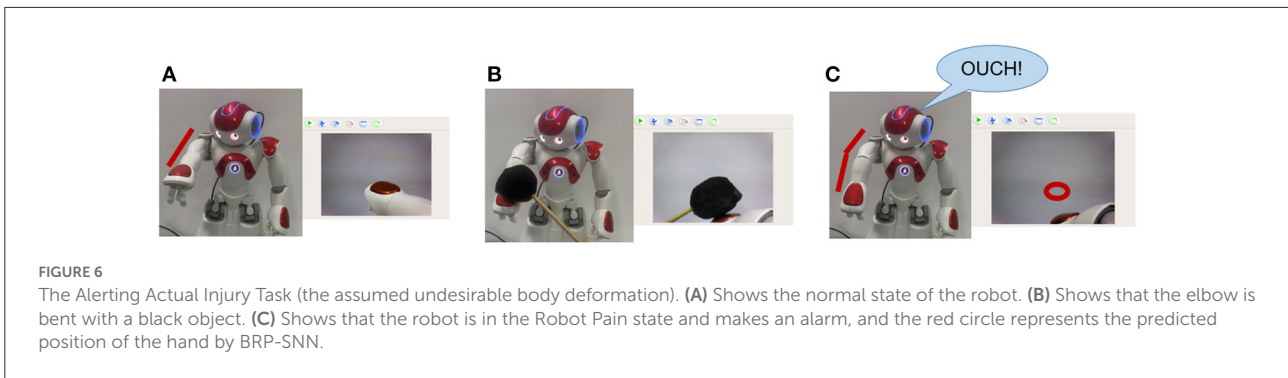 A
B
C
OUCH!
FIGURE 6
The Alerting Actual Injury Task (the assumed undesirable body deformation). (A) Shows the normal state of the robot. (B) Shows that the elbow is
bent with a black object. (C) Shows that the robot is in the Robot Pain state and makes an alarm, and the red circle represents the predicted
position of the hand by BRP-SNN.